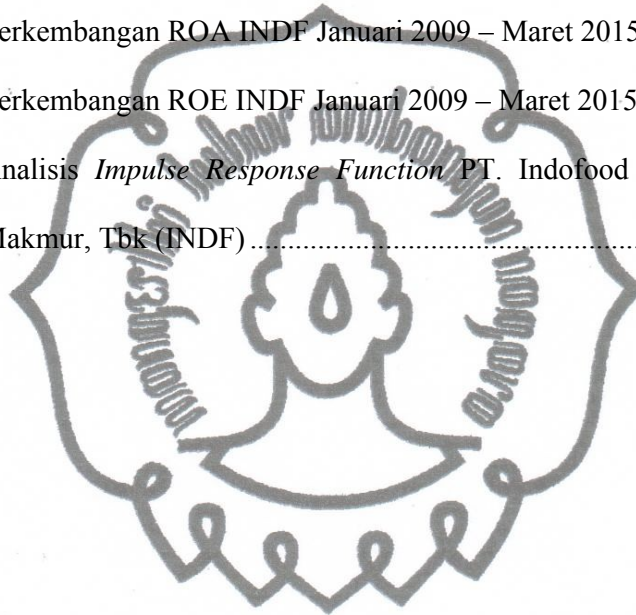 erkembangan ROA INDF Januari 2009 – Maret 2015
erkembangan ROE INDF Januari 2009 – Maret 2015
nalisis Impulse Response Function PT. Indofood
Makmur, Tbk (INDF) ....................................................................